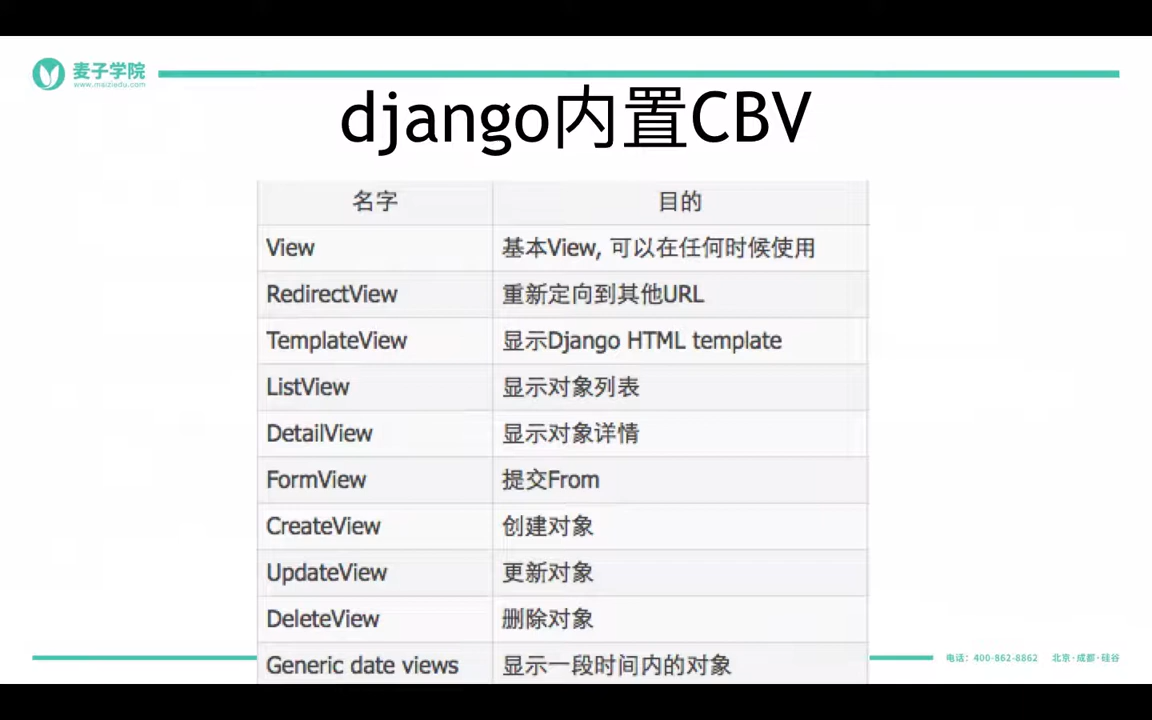 麦子学院
www.maiziedu.com
django内置CBV
名字 目的
View 基本View, 可以在任何时候使用
RedirectView 重新定向到其他URL
TemplateView 显示Django HTML template
ListView 显示对象列表
DetailView 显示对象详情
FormView 提交From
CreateView 创建对象
UpdateView 更新对象
DeleteView 删除对象
Generic date views 显示一段时间内的对象
电话：400-862-8862 北京·成都·硅谷